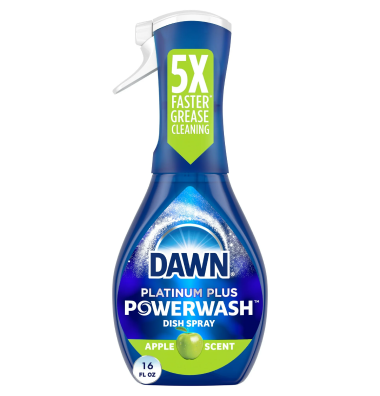 5X
FASTER*
GREASE
CLEANING
DAWN
PLATINUM PLUS
POWERWASH™
DISH SPRAY
APPLE SCENT
16
FL OZ